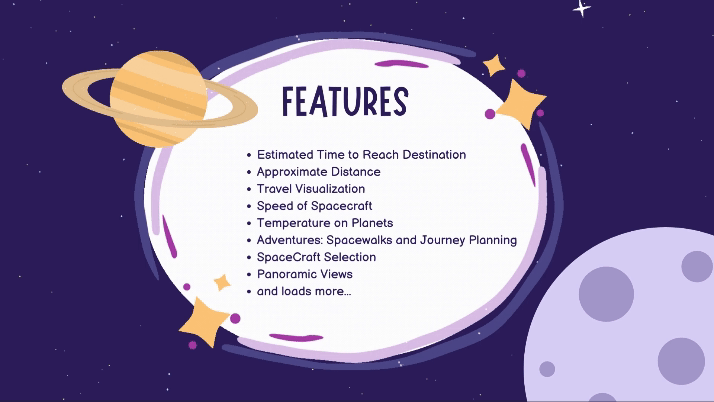 FEATURES
• Estimated Time to Reach Destination
• Approximate Distance
• Travel Visualization
• Speed of Spacecraft
• Temperature on Planets
• Adventures: Spacewalks and Journey Planning
• SpaceCraft Selection
• Panoramic Views
• and loads more...